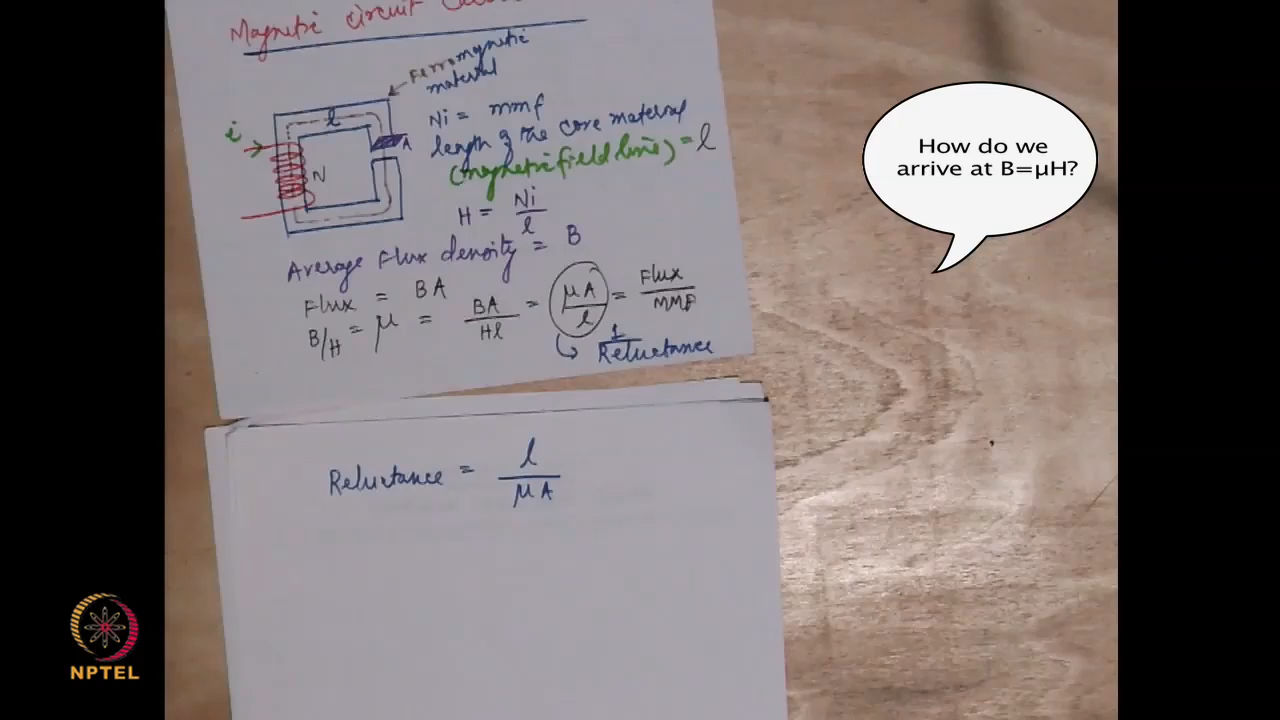 Magnetic circuit
Ferromagnetic
material
i
l
A
N
Ni = mmf
length of the core material
(magnetic field line) = l
H = Ni/l
Average Flux density = B
Flux = BA
B/H = μ = BA/Hl = μA/l = Flux/MMF
1/Reluctance
Reluctance = l/μA
How do we
arrive at B=μH?
NPTEL